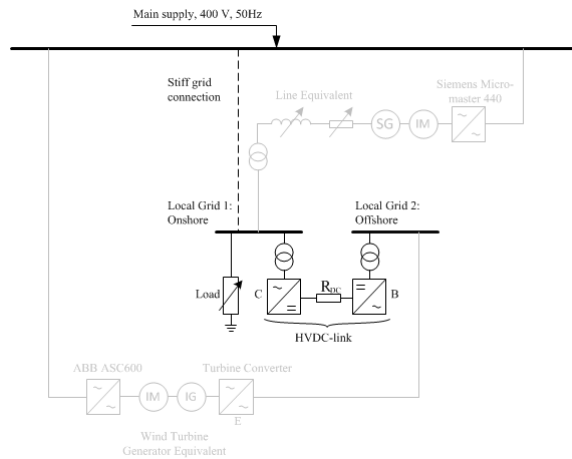 Main supply, 400 V, 50Hz
Stiff grid
connection
Line Equivalent
Siemens Micro-
master 440
SG
IM
Local Grid 1:
Onshore
Local Grid 2:
Offshore
Load
C
RDC
B
HVDC-link
ABB ASC600
Turbine Converter
IM
IG
E
Wind Turbine
Generator Equivalent